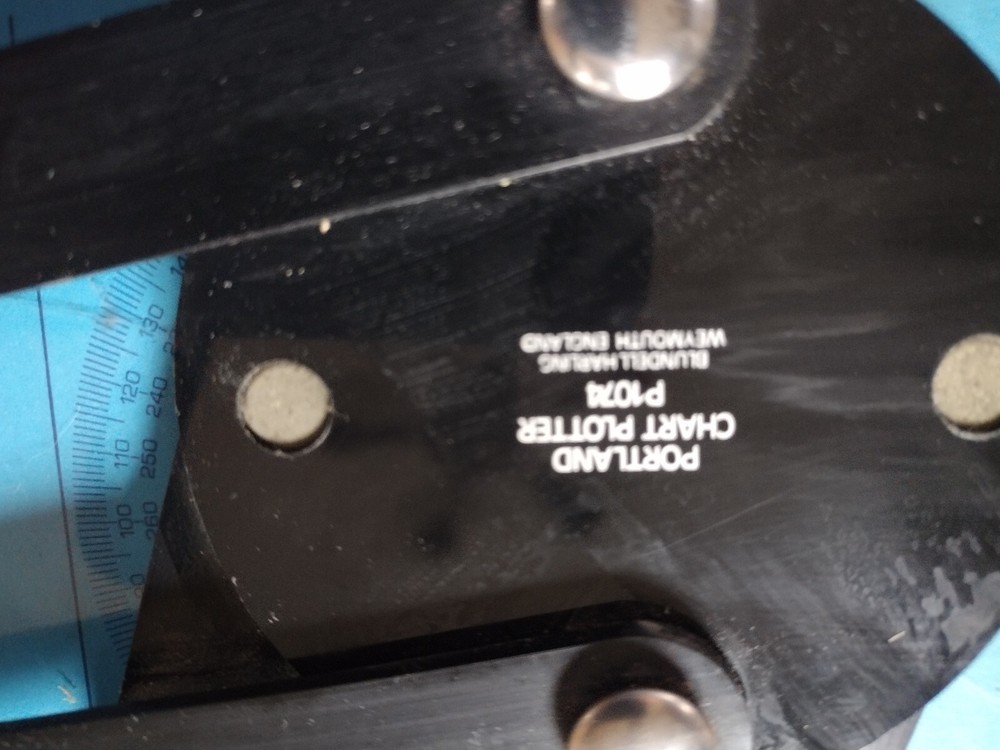 PORTLAND
CHART PLOTTER
P1074
BLUNDELL HARLING
WEYMOUTH ENGLAND
130
120
240
110
250
100
260